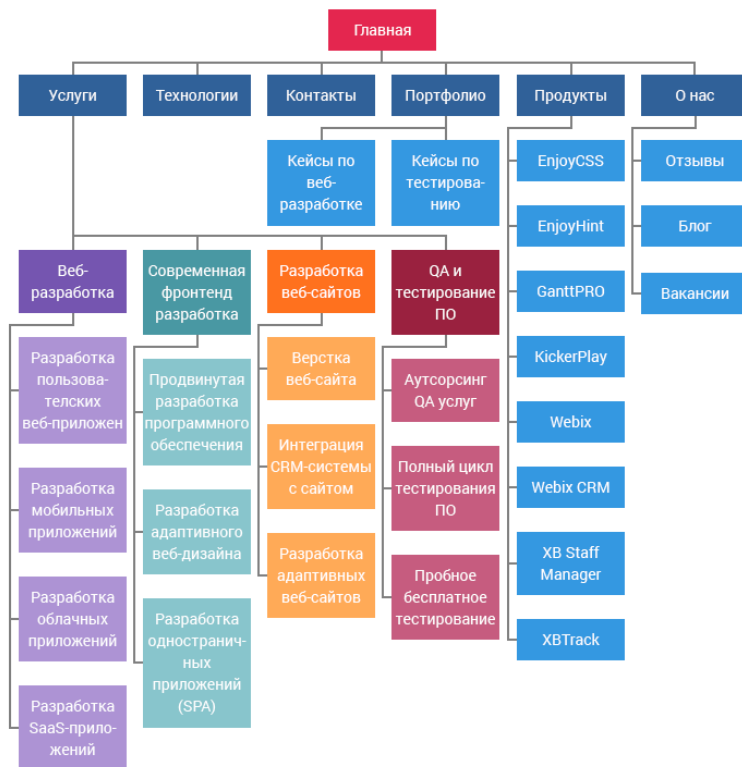 Главная
Услуги
Технологии
Контакты
Портфолио
Продукты
О нас
Кейсы по
веб-
разработке
Кейсы по
тестирова-
нию
EnjoyCSS
EnjoyHint
GanttPRO
KickerPlay
Webix
Webix CRM
XB Staff
Manager
XBTrack
Отзывы
Блог
Вакансии
Веб-
разработка
Разработка
пользова-
телских
веб-приложен
Разработка
мобильных
приложений
Разработка
облачных
приложений
Разработка
SaaS-прило-
жений
Современная
фронтенд
разработка
Продвинутая
разработка
программного
обеспечения
Разработка
адаптивного
веб-дизайна
Разработка
одностранич-
ных
приложений
(SPA)
Разработка
веб-сайтов
Верстка
веб-сайта
Интеграция
CRM-системы
с сайтом
Разработка
адаптивных
веб-сайтов
QA и
тестирование
ПО
Аутсорсинг
QA услуг
Полный цикл
тестирования
ПО
Пробное
бесплатное
тестирование